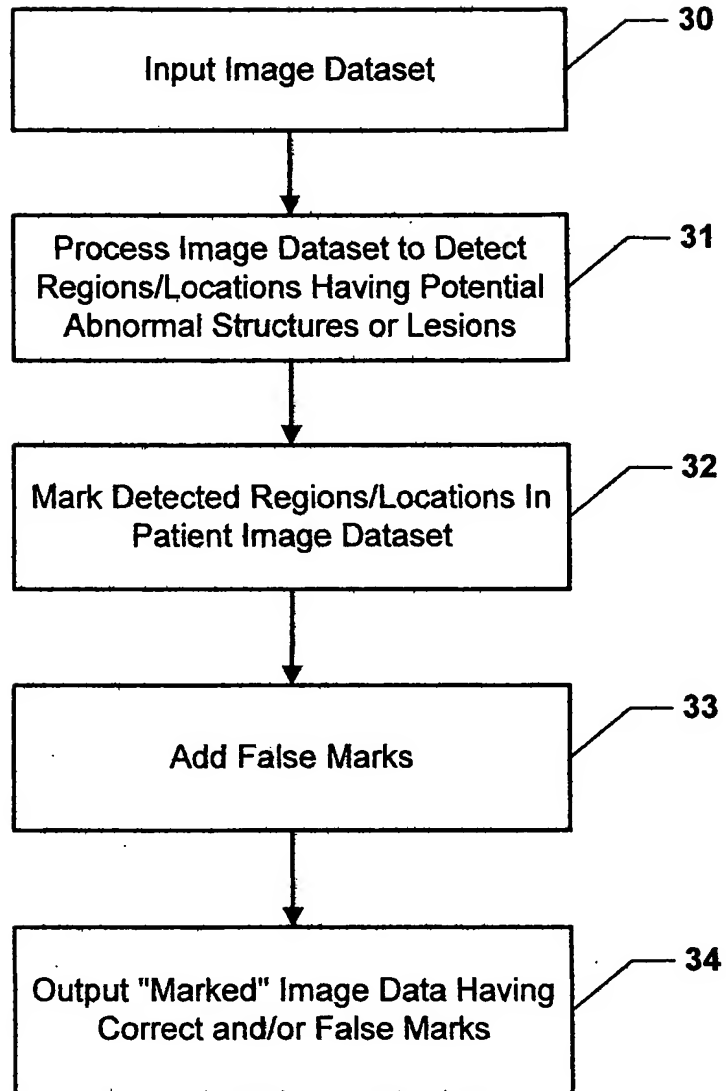 30
Input Image Dataset
31
Process Image Dataset to Detect
Regions/Locations Having Potential
Abnormal Structures or Lesions
32
Mark Detected Regions/Locations In
Patient Image Dataset
33
Add False Marks
34
Output "Marked" Image Data Having
Correct and/or False Marks